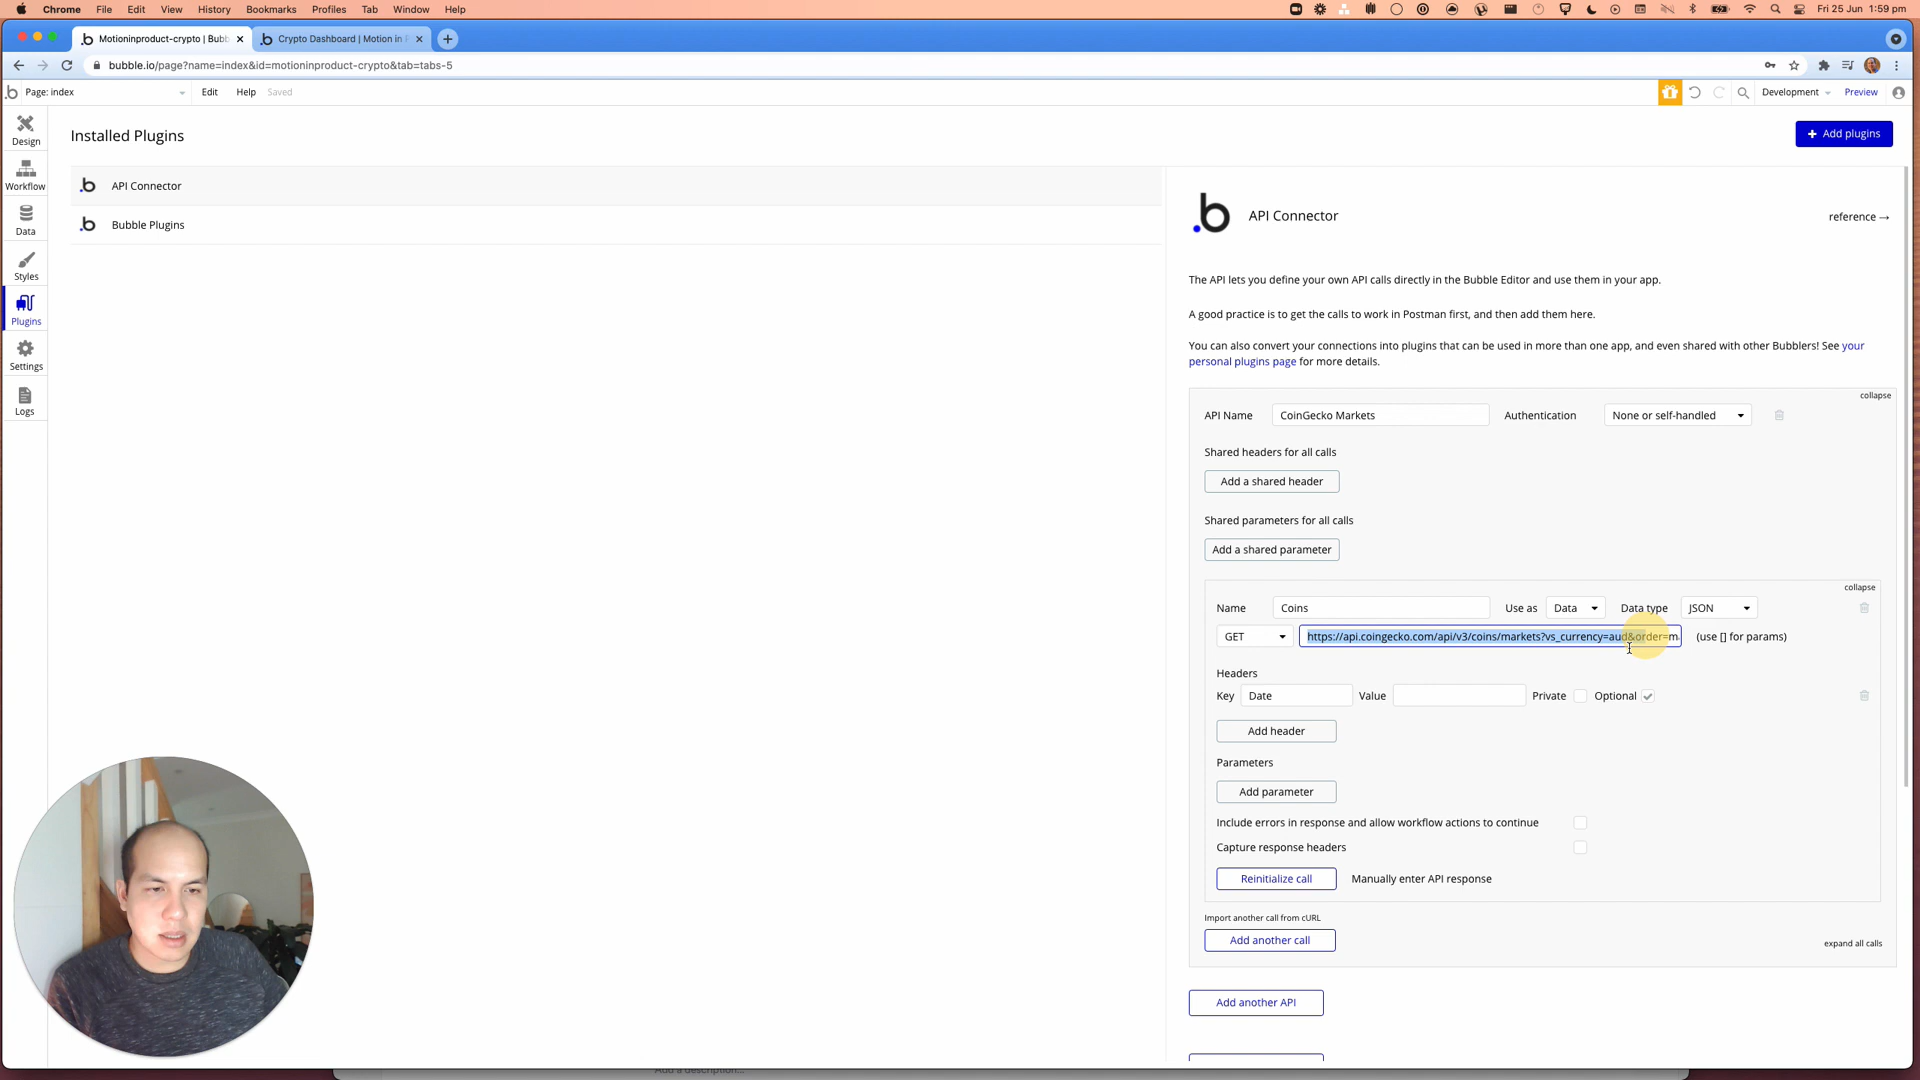 Chrome File Edit View History Bookmarks Profiles Tab Window Help Fri 25 Jun 1:59 pm
Motioninproduct-crypto | Bubb Crypto Dashboard | Motion in
bubble.io/page?name=index&id=motioninproduct-crypto&tab=tabs-5
Page: index Edit Help Saved Development Preview
Design
Workflow
Data
Styles
Plugins
Settings
Logs
Installed Plugins
Add plugins
API Connector
Bubble Plugins
API Connector
reference →
The API lets you define your own API calls directly in the Bubble Editor and use them in your app.
A good practice is to get the calls to work in Postman first, and then add them here.
You can also convert your connections into plugins that can be used in more than one app, and even shared with other Bubblers! See your
personal plugins page for more details.
collapse
API Name CoinGecko Markets Authentication None or self-handled
Shared headers for all calls
Add a shared header
Shared parameters for all calls
Add a shared parameter
collapse
Name Coins Use as Data Data type JSON
GET https://api.coingecko.com/api/v3/coins/markets?vs_currency=aud&order=m (use [] for params)
Headers
Key Date Value Private Optional
Add header
Parameters
Add parameter
Include errors in response and allow workflow actions to continue
Capture response headers
Reinitialize call Manually enter API response
Import another call from cURL
Add another call
expand all calls
Add another API
Add a description...